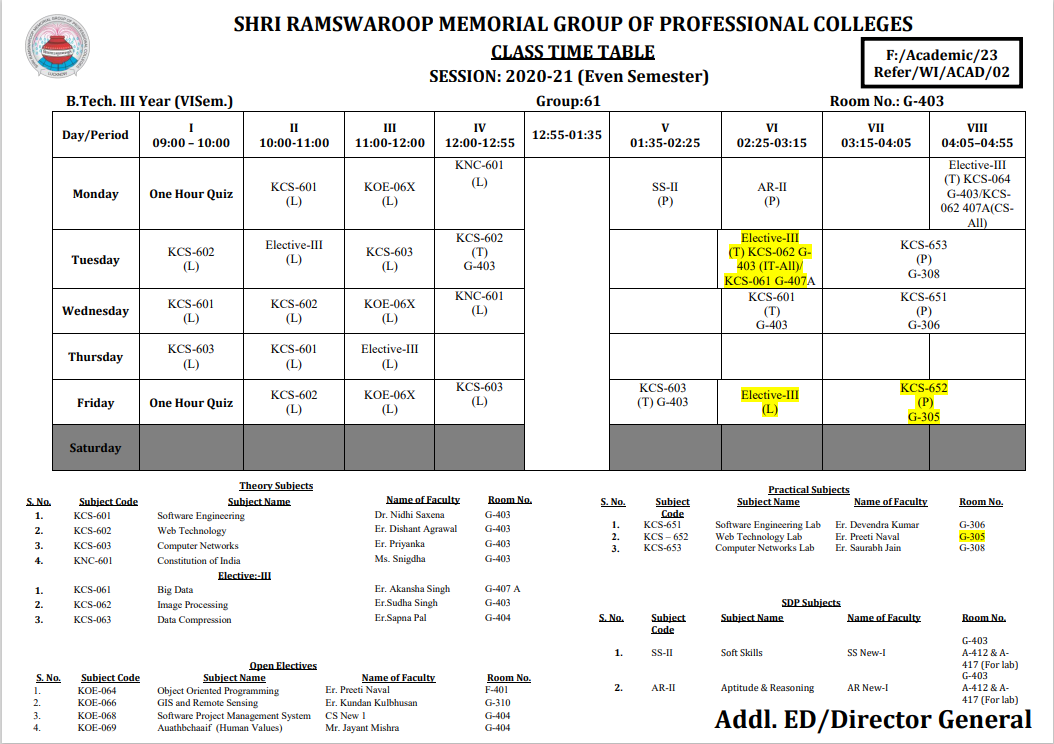 SHRI RAMSWAROOP MEMORIAL GROUP OF PROFESSIONAL COLLEGES
CLASS TIME TABLE
SESSION: 2020-21 (Even Semester)
F:/Academic/23
Refer/WI/ACAD/02
B.Tech. III Year (VISem.) Group:61 Room No.: G-403
Day/Period I 09:00 – 10:00 II 10:00-11:00 III 11:00-12:00 IV 12:00-12:55 12:55-01:35 V 01:35-02:25 VI 02:25-03:15 VII 03:15-04:05 VIII 04:05–04:55
Monday One Hour Quiz KCS-601 (L) KOE-06X (L) KNC-601 (L) SS-II (P) AR-II (P) Elective-III (T) KCS-064 G-403/KCS-062 407A(CS-All)
Tuesday KCS-602 (L) Elective-III (L) KCS-603 (L) KCS-602 (T) G-403 Elective-III (T) KCS-062 G-403 (IT-All)/ KCS-061 G-407A KCS-653 (P) G-308
Wednesday KCS-601 (L) KCS-602 (L) KOE-06X (L) KNC-601 (L) KCS-601 (T) G-403 KCS-651 (P) G-306
Thursday KCS-603 (L) KCS-601 (L) Elective-III (L)
Friday One Hour Quiz KCS-602 (L) KOE-06X (L) KCS-603 (L) KCS-603 (T) G-403 Elective-III (L) KCS-652 (P) G-305
Saturday
Theory Subjects
S. No. Subject Code Subject Name Name of Faculty Room No.
1. KCS-601 Software Engineering Dr. Nidhi Saxena G-403
2. KCS-602 Web Technology Er. Dishant Agrawal G-403
3. KCS-603 Computer Networks Er. Priyanka G-403
4. KNC-601 Constitution of India Ms. Snigdha G-403
Elective:-III
1. KCS-061 Big Data Er. Akansha Singh G-407 A
2. KCS-062 Image Processing Er.Sudha Singh G-403
3. KCS-063 Data Compression Er.Sapna Pal G-404
Open Electives
S. No. Subject Code Subject Name Name of Faculty Room No.
1. KOE-064 Object Oriented Programming Er. Preeti Naval F-401
2. KOE-066 GIS and Remote Sensing Er. Kundan Kulbhusan G-310
3. KOE-068 Software Project Management System CS New 1 G-404
4. KOE-069 Auathbhcaaif (Human Values) Mr. Jayant Mishra G-404
Practical Subjects
S. No. Subject Code Subject Name Name of Faculty Room No.
1. KCS-651 Software Engineering Lab Er. Devendra Kumar G-306
2. KCS – 652 Web Technology Lab Er. Preeti Naval G-305
3. KCS-653 Computer Networks Lab Er. Saurabh Jain G-308
SDP Subjects
S. No. Subject Code Subject Name Name of Faculty Room No.
1. SS-II Soft Skills SS New-I G-403 A-412 & A-417 (For lab)
2. AR-II Aptitude & Reasoning AR New-I G-403 A-412 & A-417 (For lab)
Addl. ED/Director General